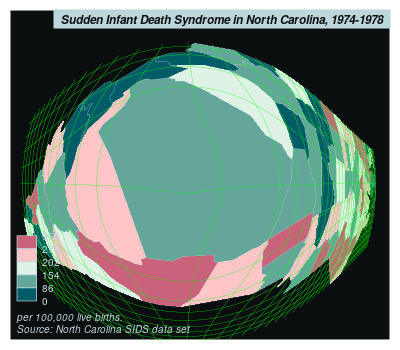 Sudden Infant Death Syndrome in North Carolina, 1974-1978
202
154
86
0
per 100,000 live births.
Source: North Carolina SIDS data set